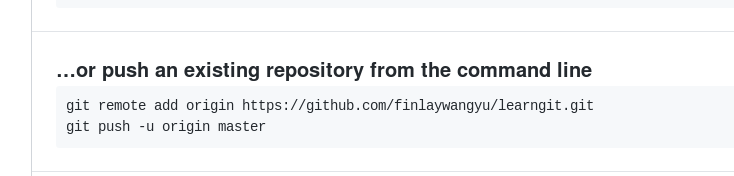 …or push an existing repository from the command line
git remote add origin https://github.com/finlaywangyu/learngit.git
git push -u origin master